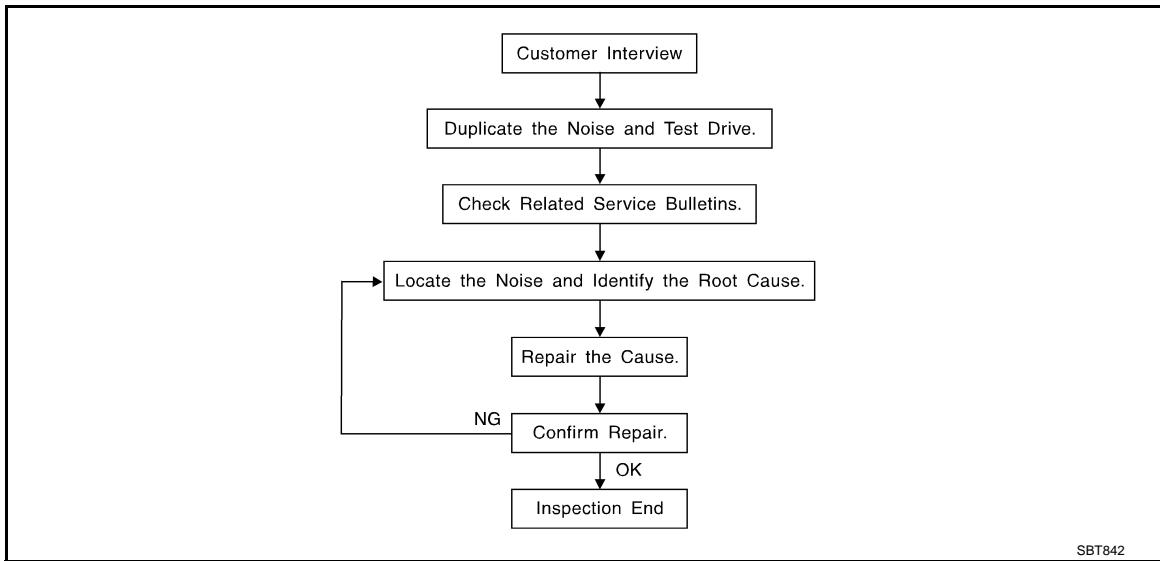 Customer Interview
Duplicate the Noise and Test Drive.
Check Related Service Bulletins.
Locate the Noise and Identify the Root Cause.
Repair the Cause.
NG
Confirm Repair.
OK
Inspection End
SBT842